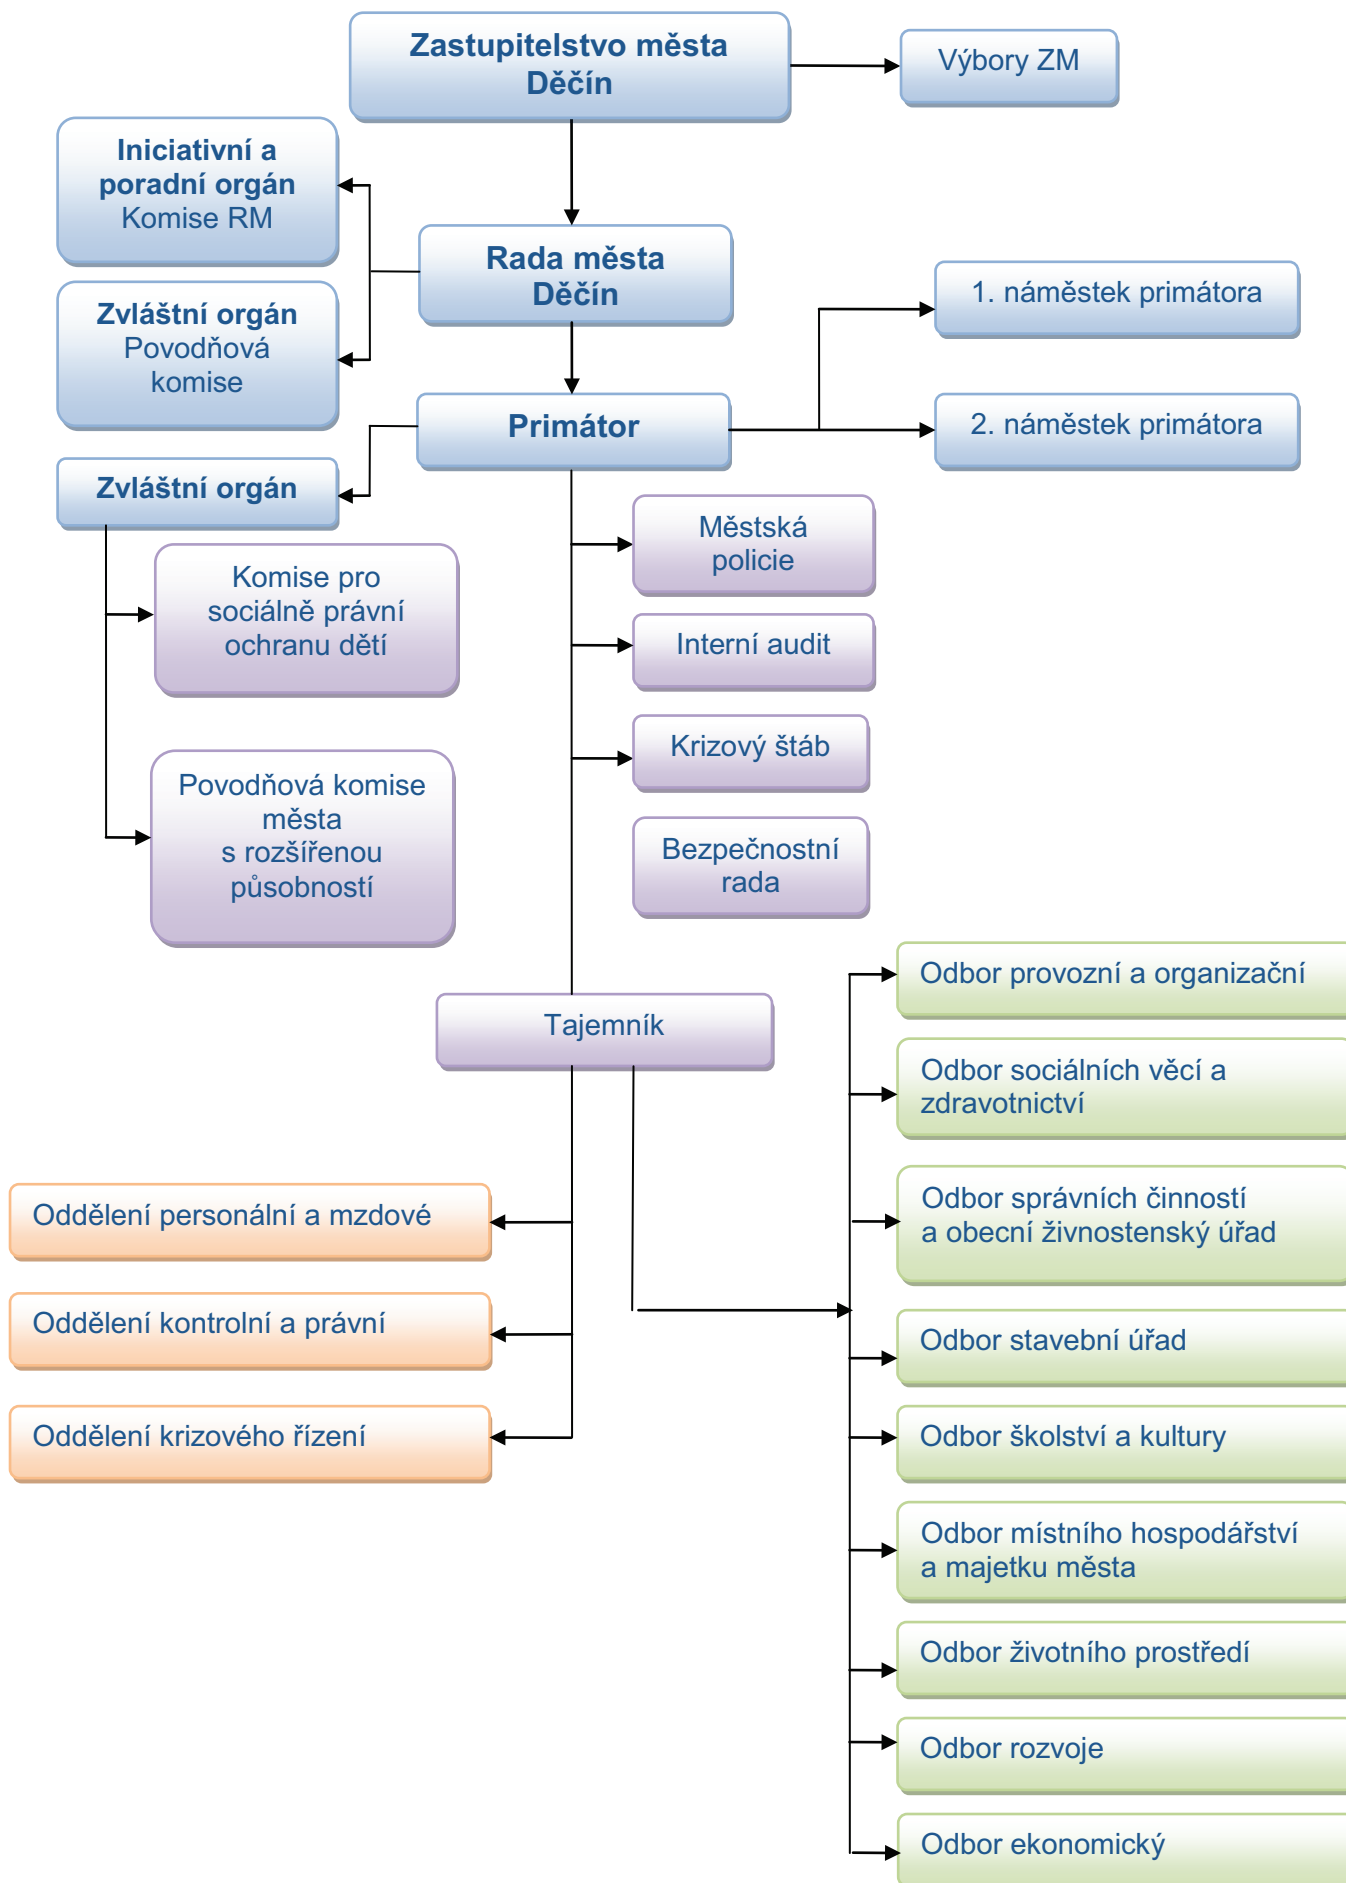 Zastupitelstvo města
Děčín
Výbory ZM
Iniciativní a
poradní orgán
Komise RM
Rada města
Děčín
Zvláštní orgán
Povodňová
komise
1. náměstek primátora
Primátor
2. náměstek primátora
Zvláštní orgán
Městská
policie
Komise pro
sociálně právní
ochranu dětí
Interní audit
Krizový štáb
Povodňová komise
města
s rozšířenou
působností
Bezpečnostní
rada
Tajemník
Odbor provozní a organizační
Odbor sociálních věcí a
zdravotnictví
Odbor správních činností
a obecní živnostenský úřad
Oddělení personální a mzdové
Oddělení kontrolní a právní
Oddělení krizového řízení
Odbor stavební úřad
Odbor školství a kultury
Odbor místního hospodářství
a majetku města
Odbor životního prostředí
Odbor rozvoje
Odbor ekonomický